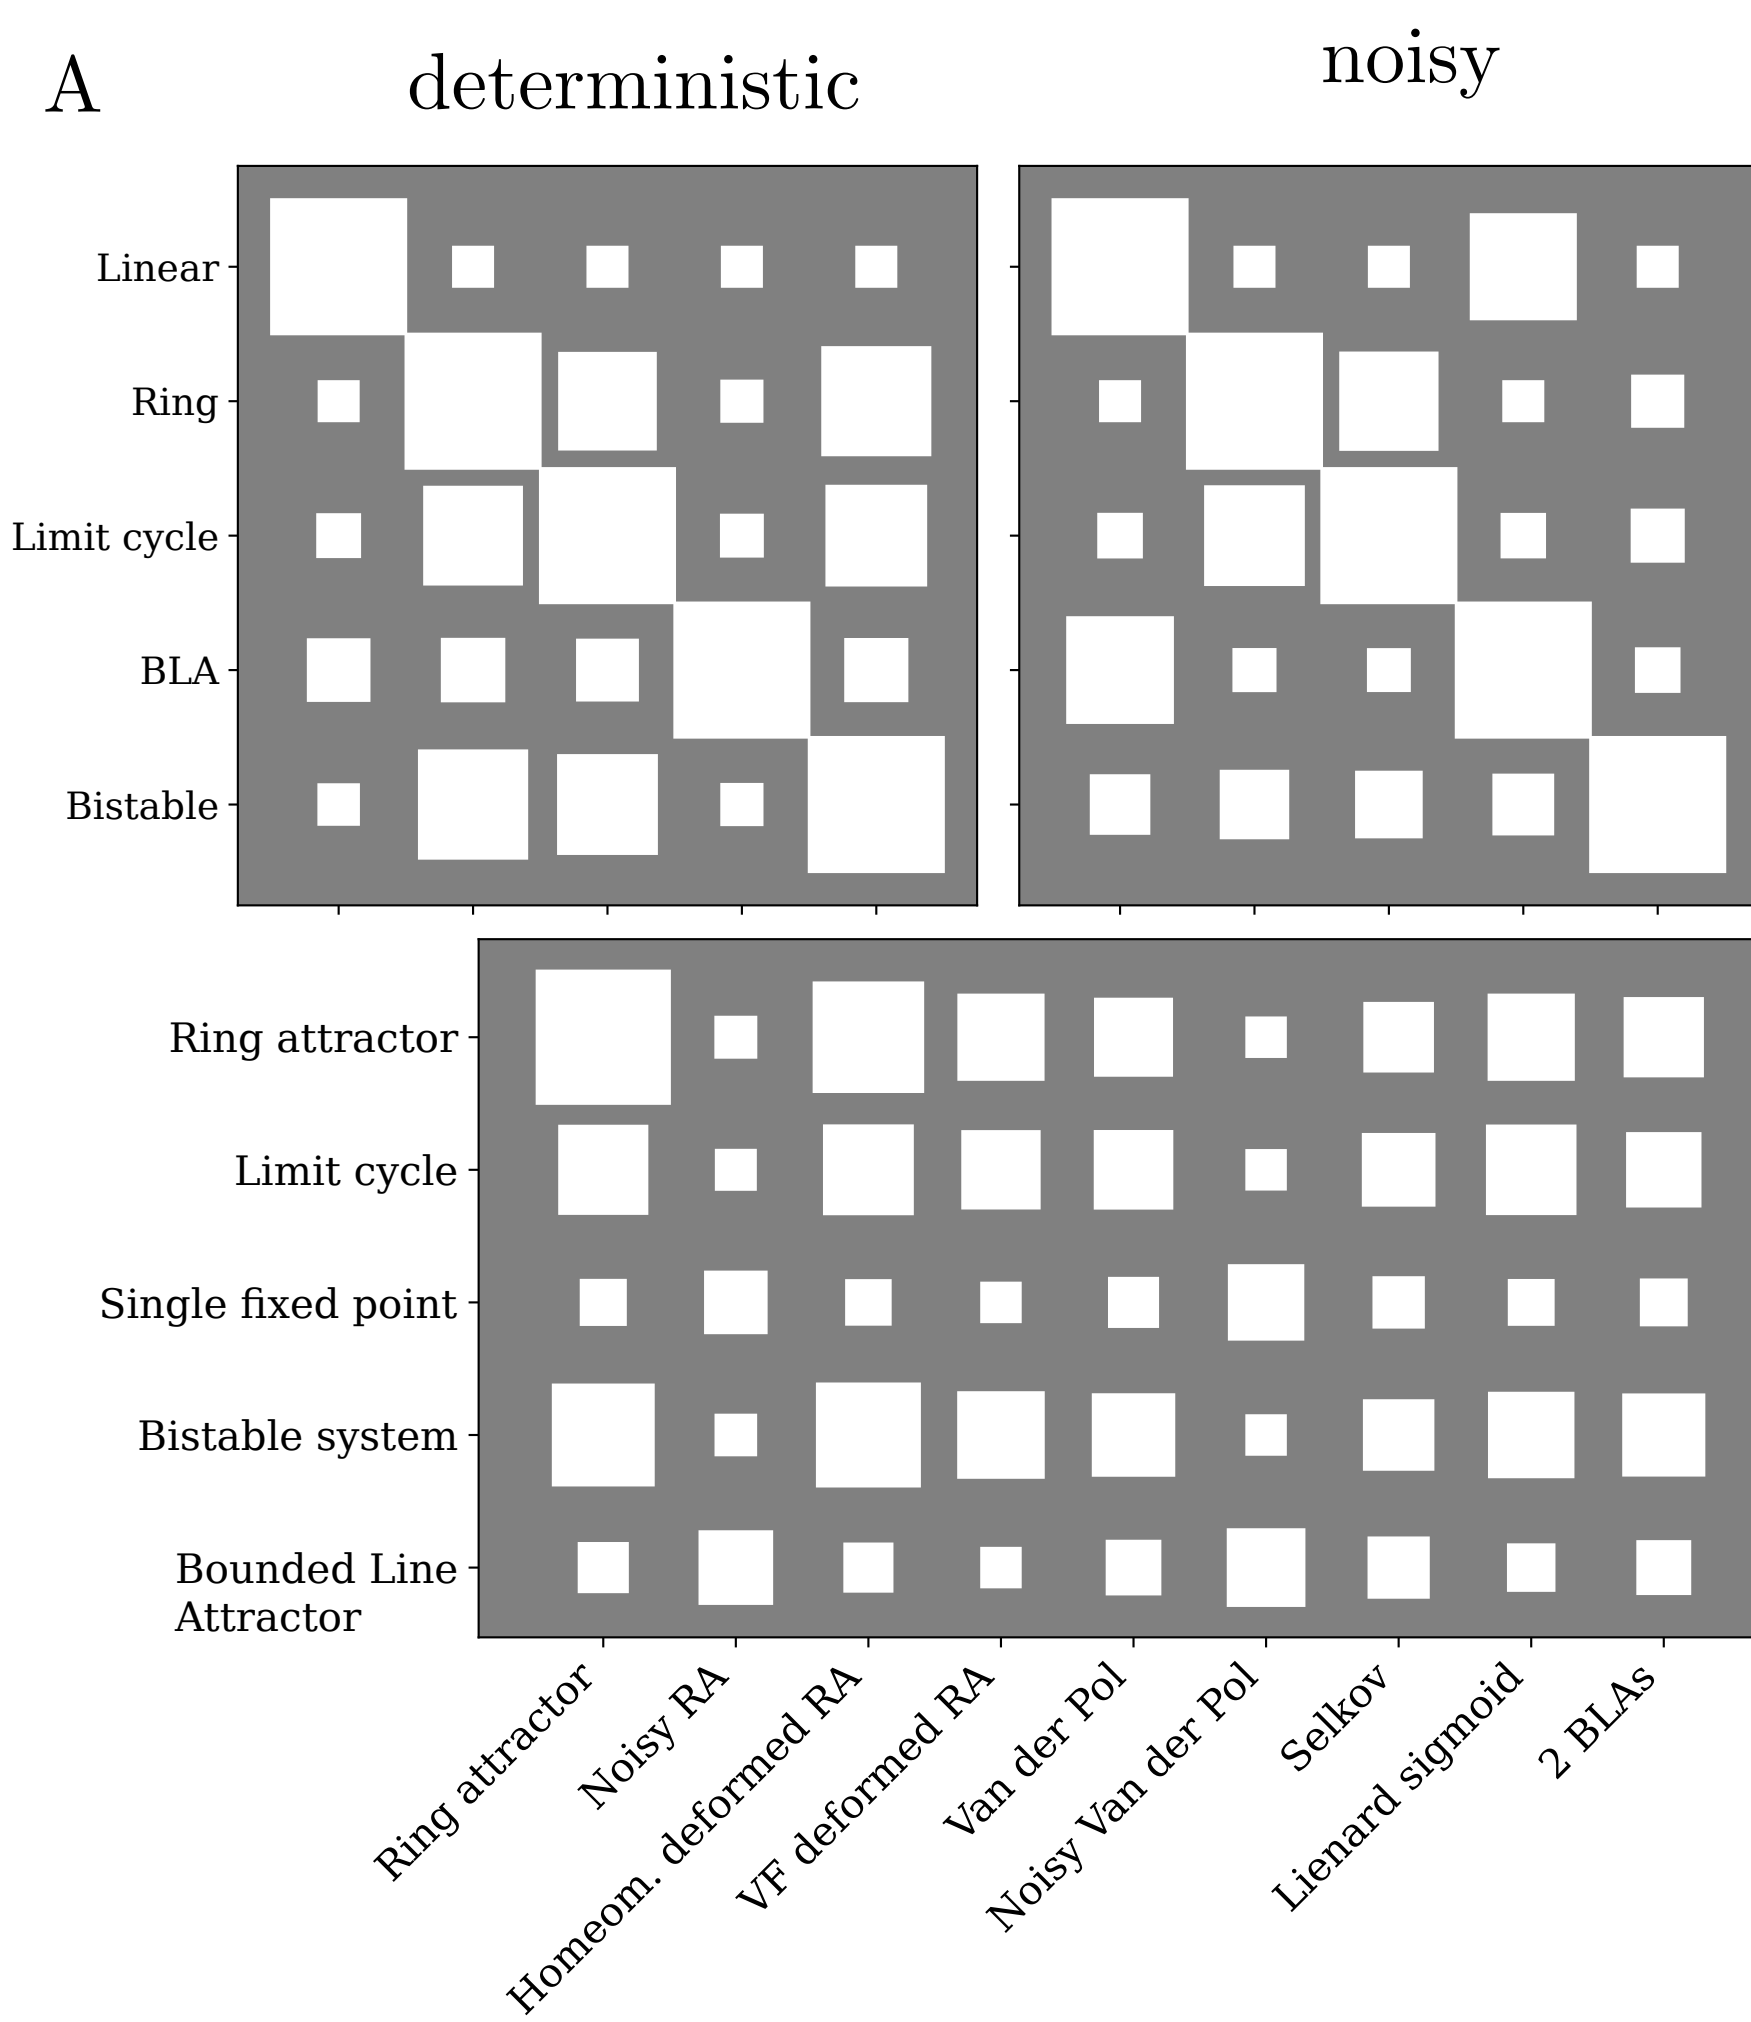 A
deterministic
noisy
Linear
Ring
Limit cycle
BLA
Bistable
Ring attractor
Limit cycle
Single fixed point
Bistable system
Bounded Line
Attractor
Ring attractor
Noisy RA
Homeom. deformed RA
VF deformed RA
Van der Pol
Noisy Van der Pol
Selkov
Lienard sigmoid
2 BLAs